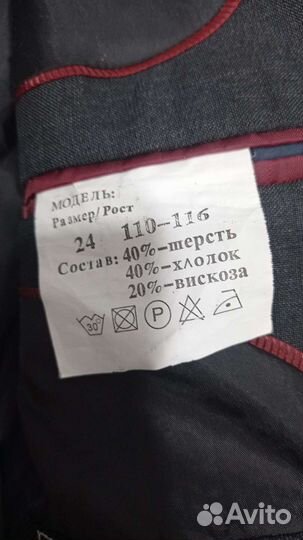 МОДЕЛЬ:
Размер/Рост
24 110-116
Состав: 40%-шерсть
40%-хлолок
20%-вискоза
30° P
Avito